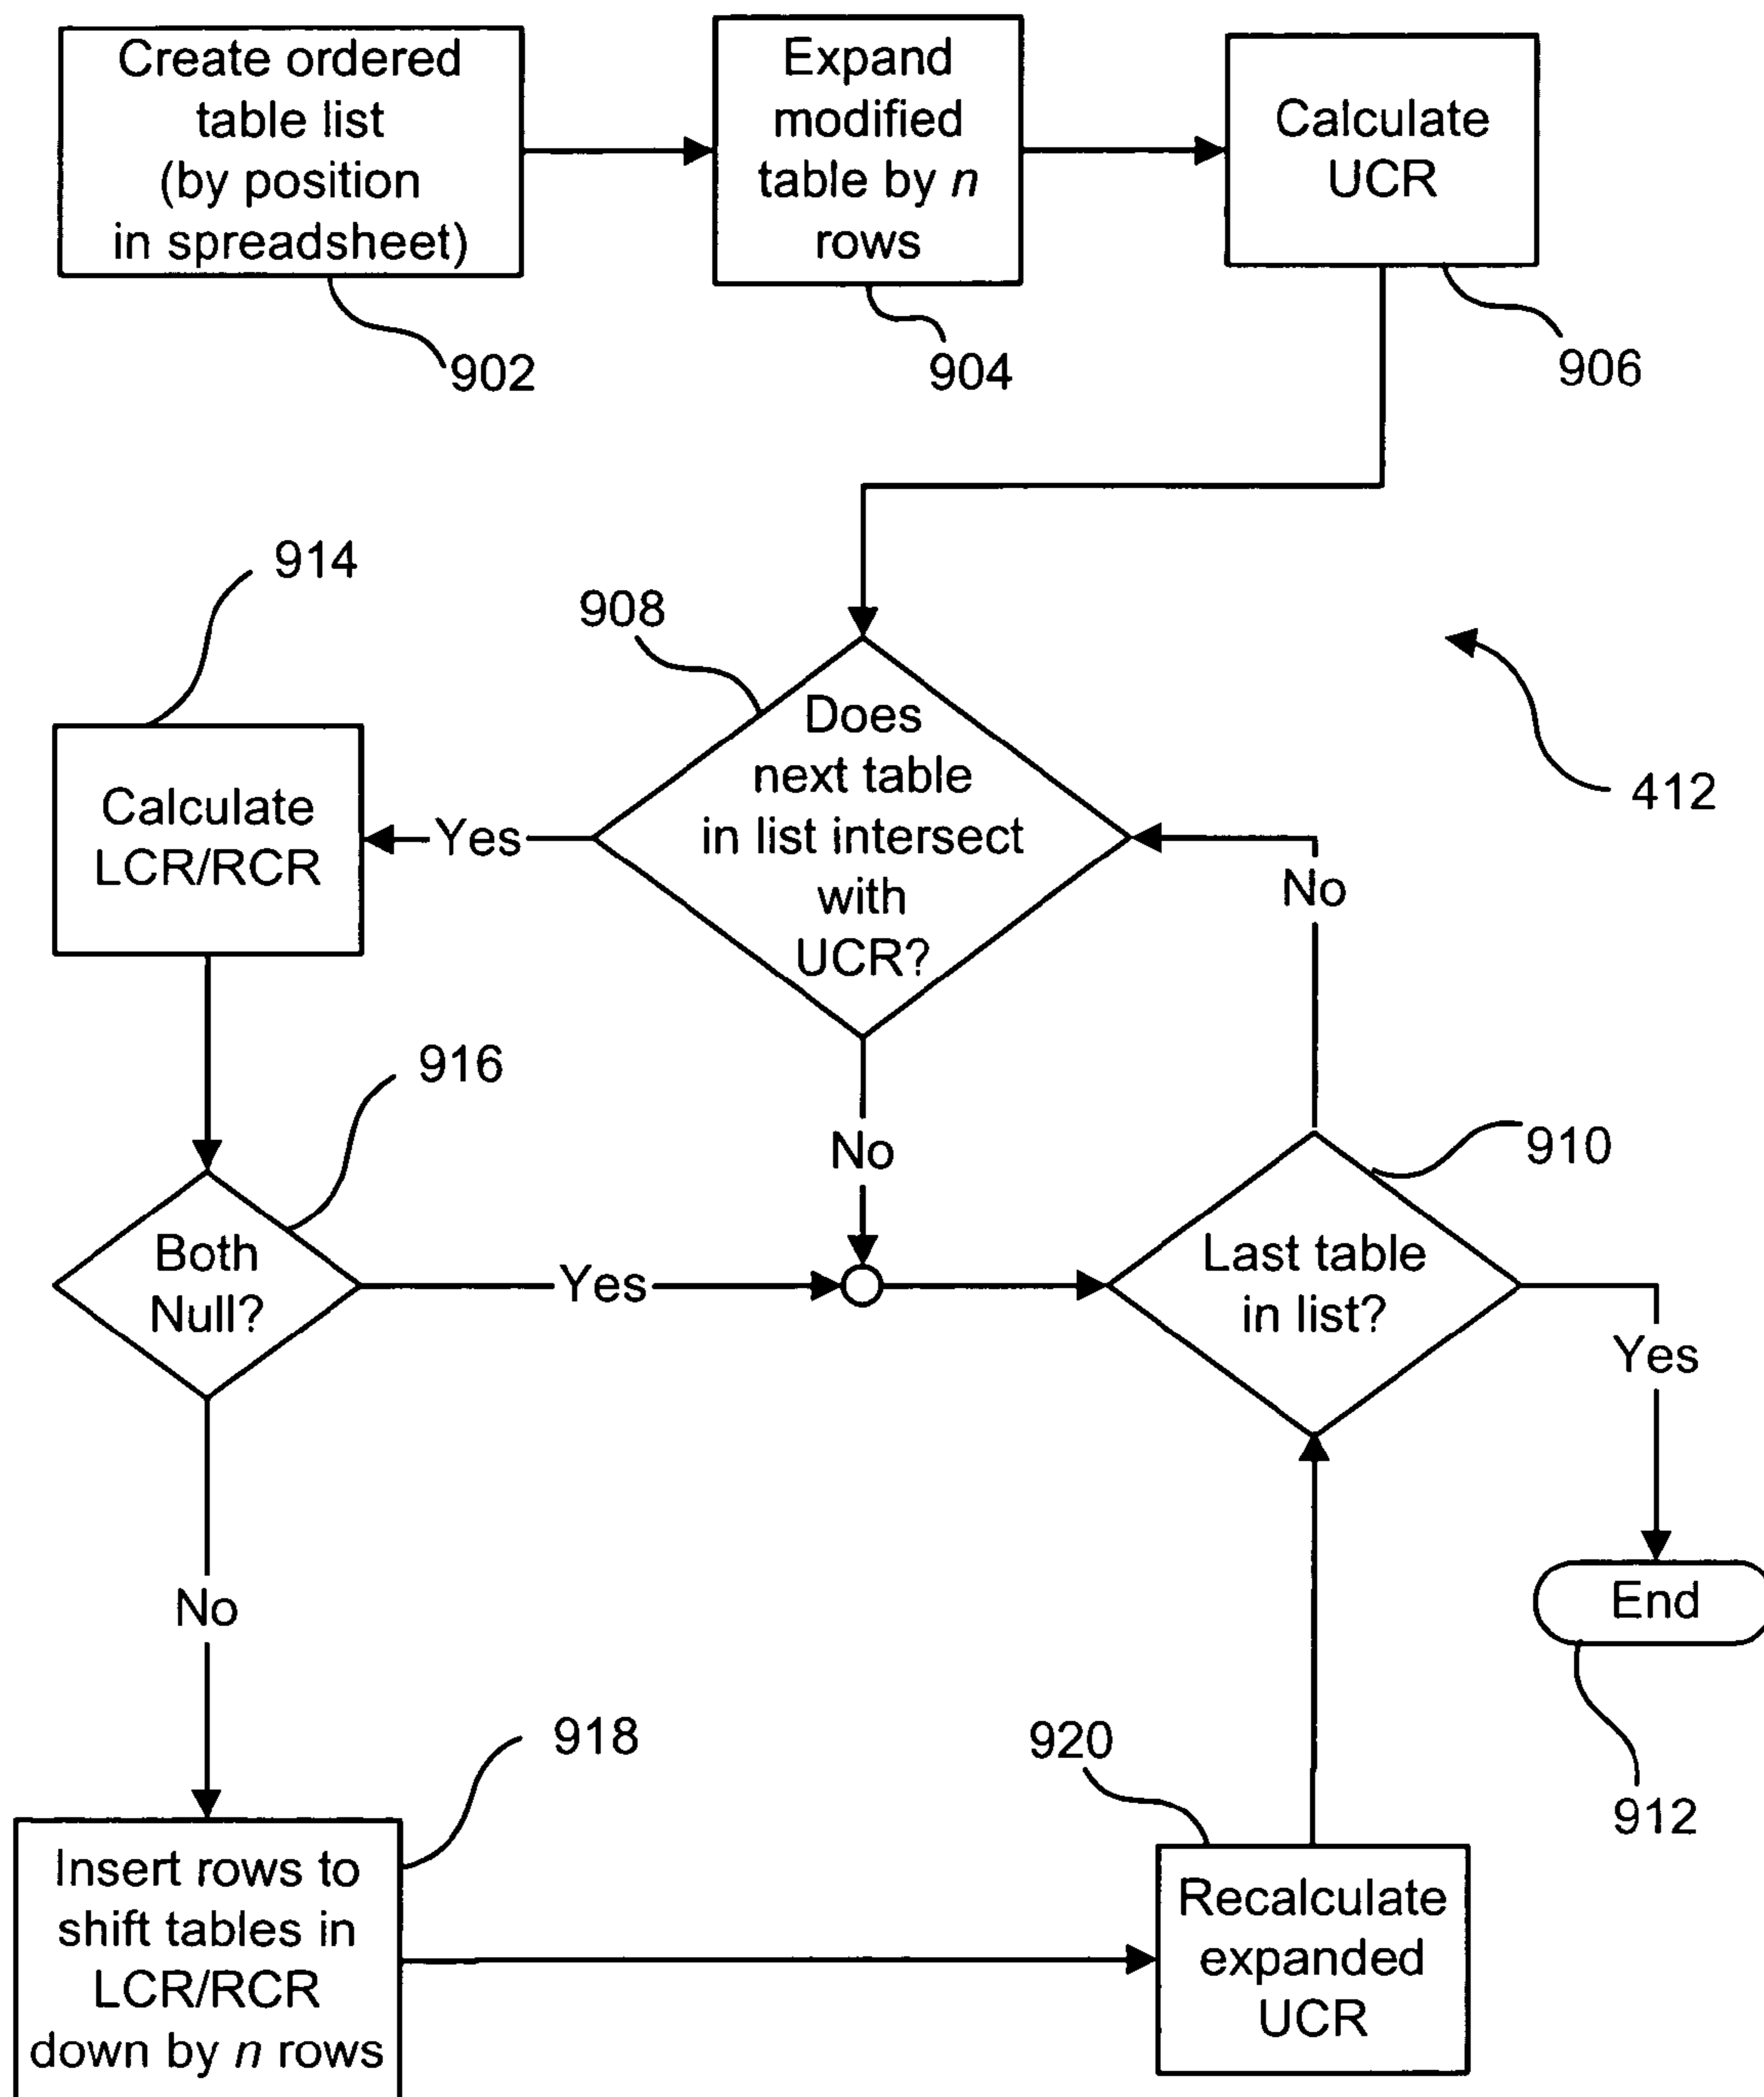 Create ordered
table list
(by position
in spreadsheet)
902
Expand
modified
table by n
rows
904
Calculate
UCR
906
412
908
Does
next table
in list intersect
with
UCR?
Yes
No
914
Calculate
LCR/RCR
916
Both
Null?
Yes
No
910
Last table
in list?
No
Yes
End
912
918
Insert rows to
shift tables in
LCR/RCR
down by n rows
920
Recalculate
expanded
UCR